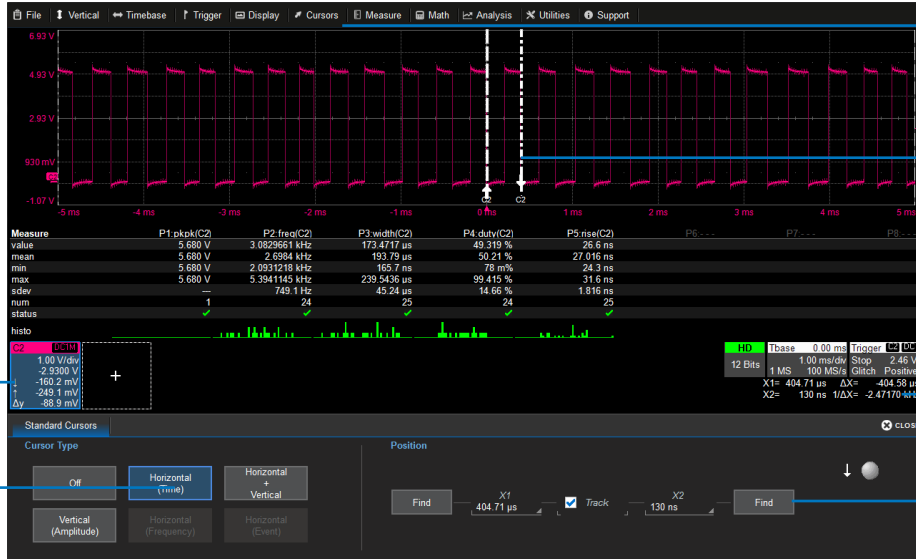 File Vertical Timebase Trigger Display Cursors Measure Math Analysis Utilities Support
6.93 V
4.93 V
2.93 V
930 mV
C2
-1.07 V
C2 C2
-5 ms -4 ms -3 ms -2 ms -1 ms 0 ms 1 ms 2 ms 3 ms 4 ms 5 ms
Measure P1:pkpk(C2) P2:freq(C2) P3:width(C2) P4:duty(C2) P5:rise(C2) P6:- - - P7:- - - P8:- - -
value 5.680 V 3.0829661 kHz 173.4717 µs 49.319 % 26.6 ns
mean 5.680 V 2.6984 kHz 193.79 µs 50.21 % 27.016 ns
min 5.680 V 2.0931218 kHz 165.7 ns 78 m% 24.3 ns
max 5.680 V 5.3941145 kHz 239.5436 µs 99.415 % 31.6 ns
sdev --- 749.1 Hz 45.24 µs 14.66 % 1.816 ns
num 1 24 25 24 25
status
histo
C2 DC1M
1.00 V/div
-2.9300 V
-160.2 mV
-249.1 mV
Δy -88.9 mV
HD
12 Bits
Tbase 0.00 ms
1.00 ms/div
1 MS 100 MS/s
Trigger C2 DC
Stop 2.46 V
Glitch Positive
X1= 404.71 µs ΔX= -404.58 µs
X2= 130 ns 1/ΔX= -2.47170 kHz
Standard Cursors CLOSE
Cursor Type
Off
Horizontal
(Time)
Horizontal
+
Vertical
Vertical
(Amplitude)
Horizontal
(Frequency)
Horizontal
(Event)
Position
Find
X1
404.71 µs
Track
X2
130 ns
Find